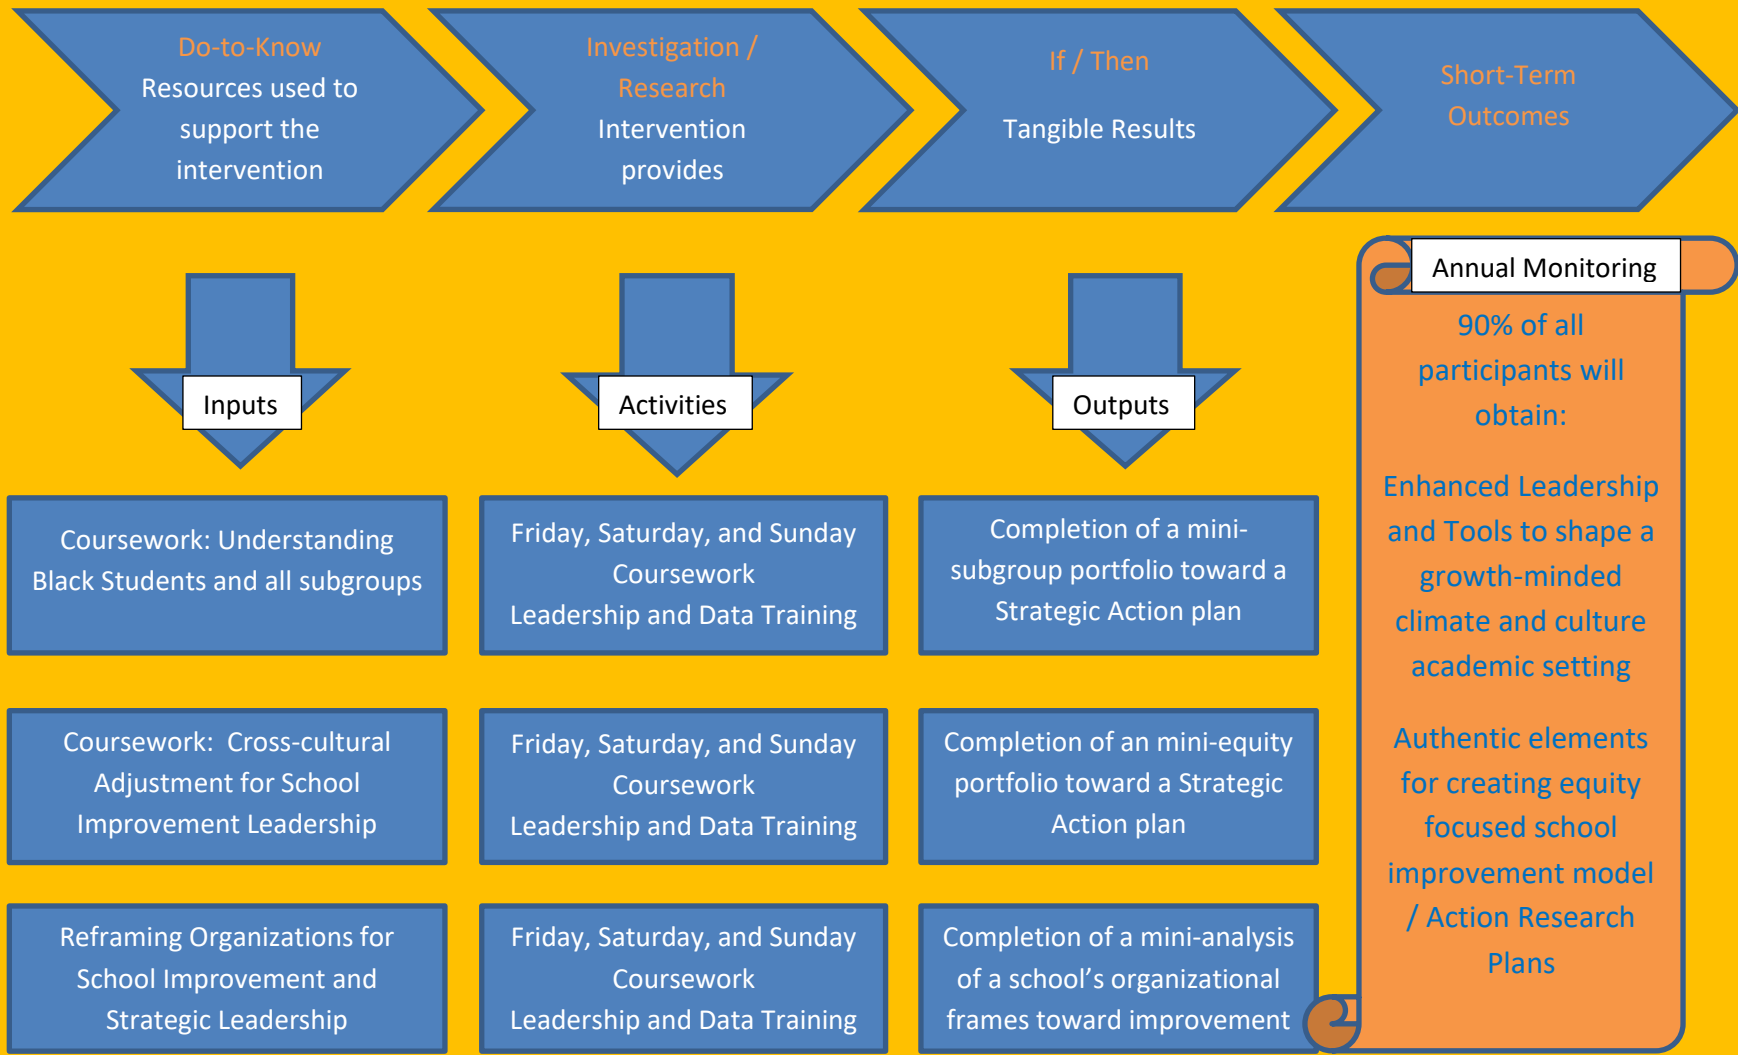 Do-to-Know
Resources used to
support the
intervention
Investigation /
Research
Intervention
provides
If / Then
Tangible Results
Short-Term
Outcomes
Inputs
Activities
Outputs
Coursework: Understanding
Black Students and all subgroups
Friday, Saturday, and Sunday
Coursework
Leadership and Data Training
Completion of a mini-
subgroup portfolio toward a
Strategic Action plan
Coursework: Cross-cultural
Adjustment for School
Improvement Leadership
Friday, Saturday, and Sunday
Coursework
Leadership and Data Training
Completion of an mini-equity
portfolio toward a Strategic
Action plan
Reframing Organizations for
School Improvement and
Strategic Leadership
Friday, Saturday, and Sunday
Coursework
Leadership and Data Training
Completion of a mini-analysis
of a school’s organizational
frames toward improvement
Annual Monitoring
90% of all
participants will
obtain:
Enhanced Leadership
and Tools to shape a
growth-minded
climate and culture
academic setting
Authentic elements
for creating equity
focused school
improvement model
/ Action Research
Plans